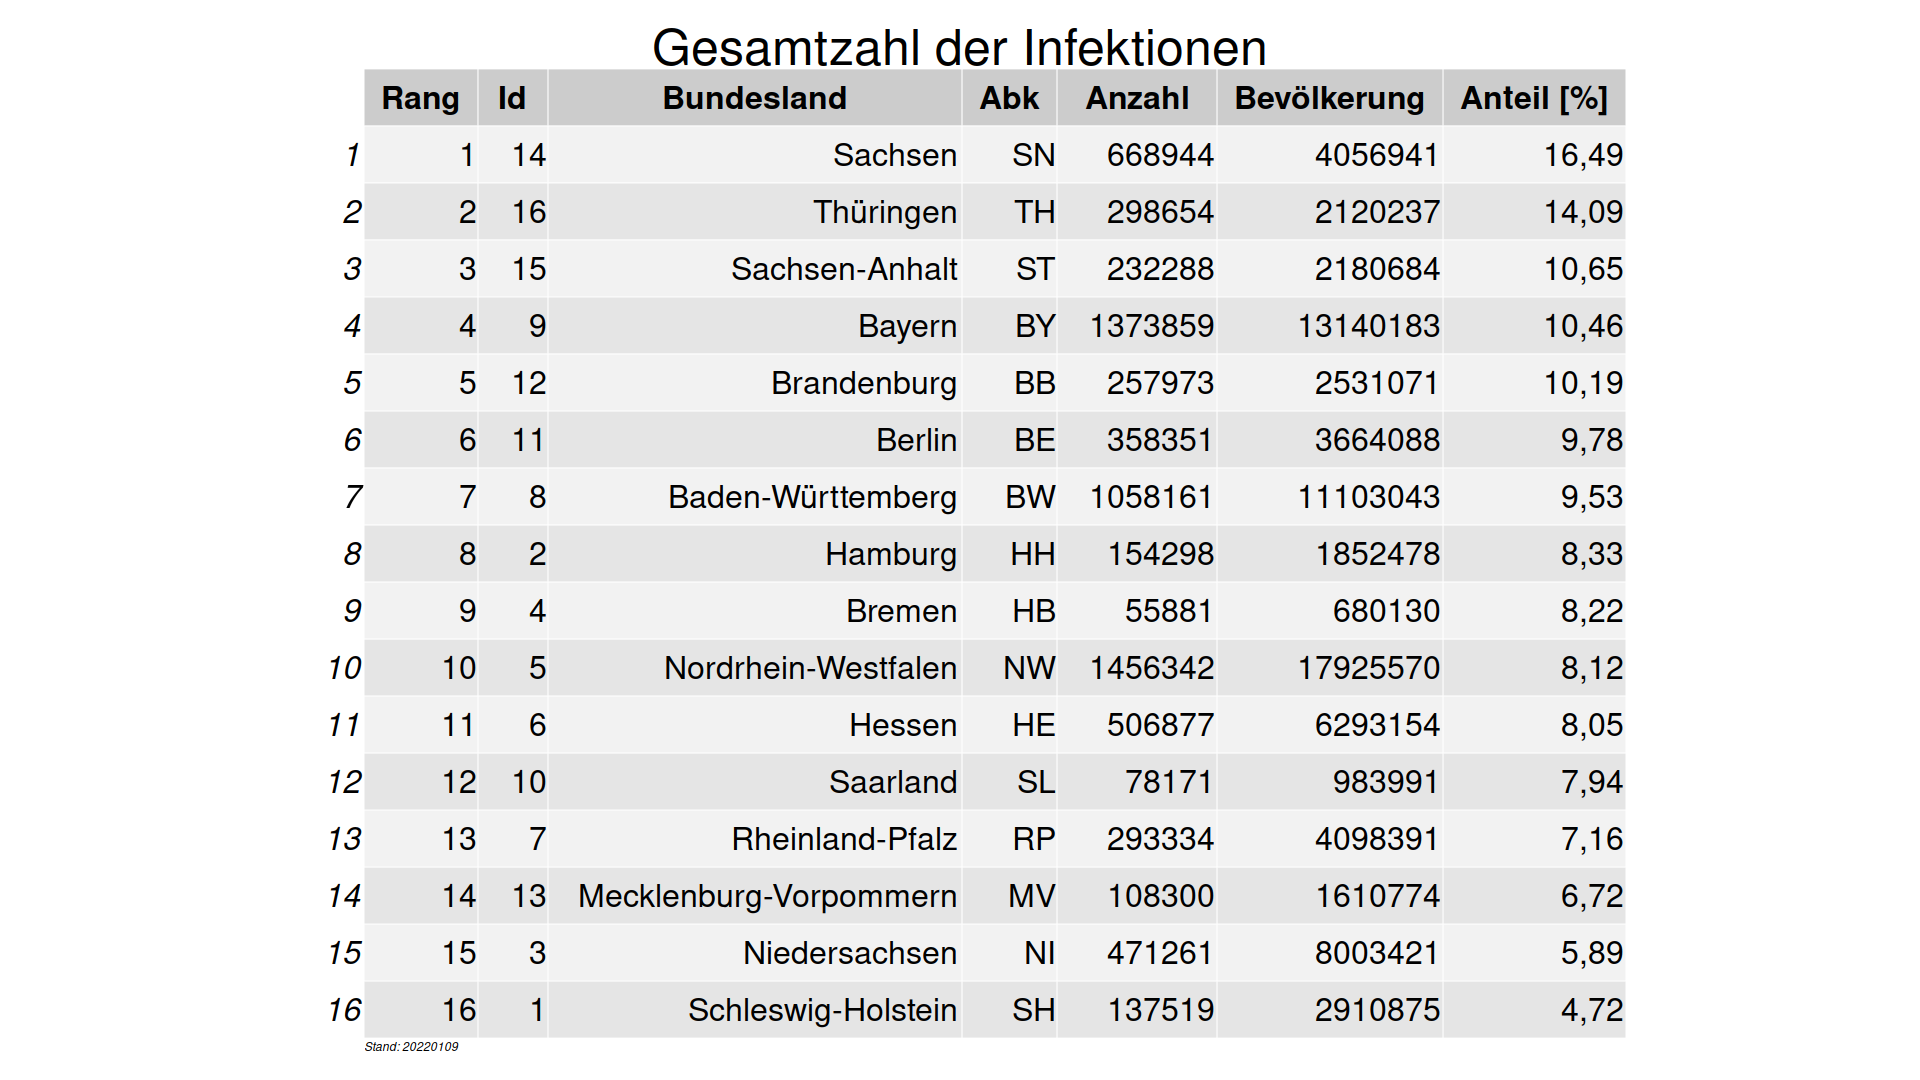 Gesamtzahl der Infektionen
Rang Id Bundesland Abk Anzahl Bevölkerung Anteil [%]
1 1 14 Sachsen SN 668944 4056941 16,49
2 2 16 Thüringen TH 298654 2120237 14,09
3 3 15 Sachsen-Anhalt ST 232288 2180684 10,65
4 4 9 Bayern BY 1373859 13140183 10,46
5 5 12 Brandenburg BB 257973 2531071 10,19
6 6 11 Berlin BE 358351 3664088 9,78
7 7 8 Baden-Württemberg BW 1058161 11103043 9,53
8 8 2 Hamburg HH 154298 1852478 8,33
9 9 4 Bremen HB 55881 680130 8,22
10 10 5 Nordrhein-Westfalen NW 1456342 17925570 8,12
11 11 6 Hessen HE 506877 6293154 8,05
12 12 10 Saarland SL 78171 983991 7,94
13 13 7 Rheinland-Pfalz RP 293334 4098391 7,16
14 14 13 Mecklenburg-Vorpommern MV 108300 1610774 6,72
15 15 3 Niedersachsen NI 471261 8003421 5,89
16 16 1 Schleswig-Holstein SH 137519 2910875 4,72
Stand: 20220109